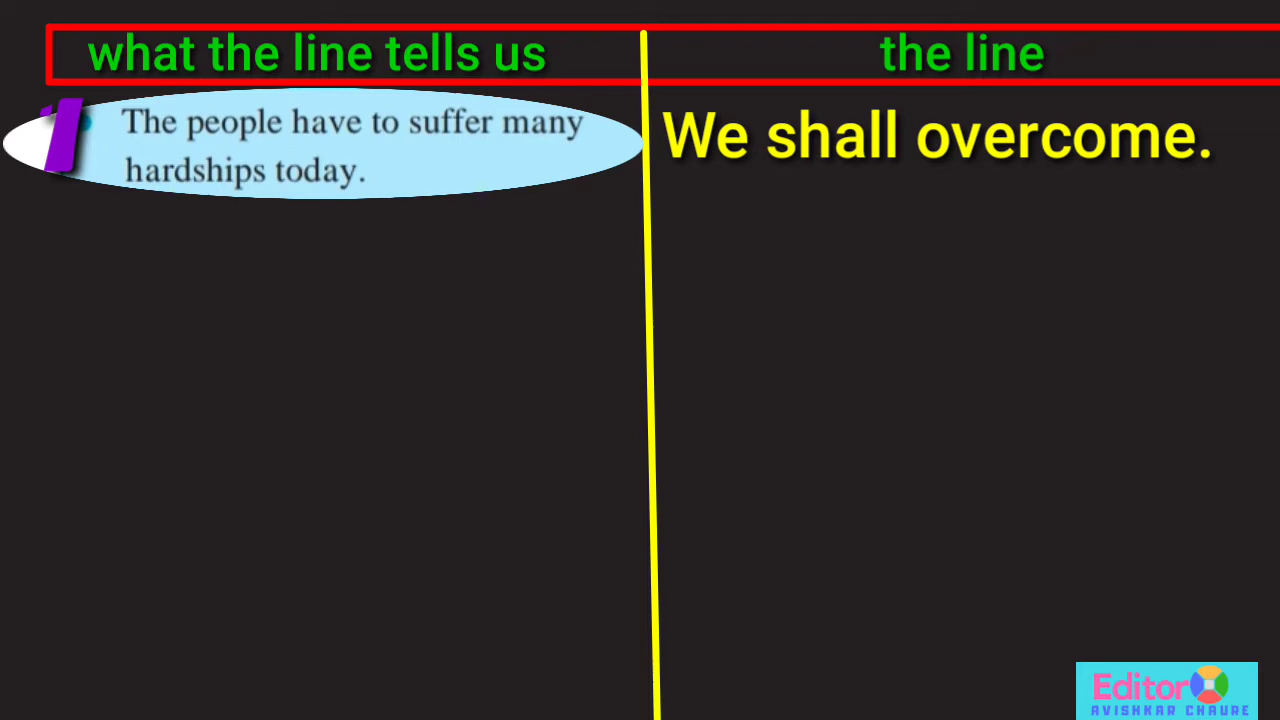 what the line tells us
the line
1
The people have to suffer many
hardships today.
We shall overcome.
Editor
AVISHKAR CHAURE